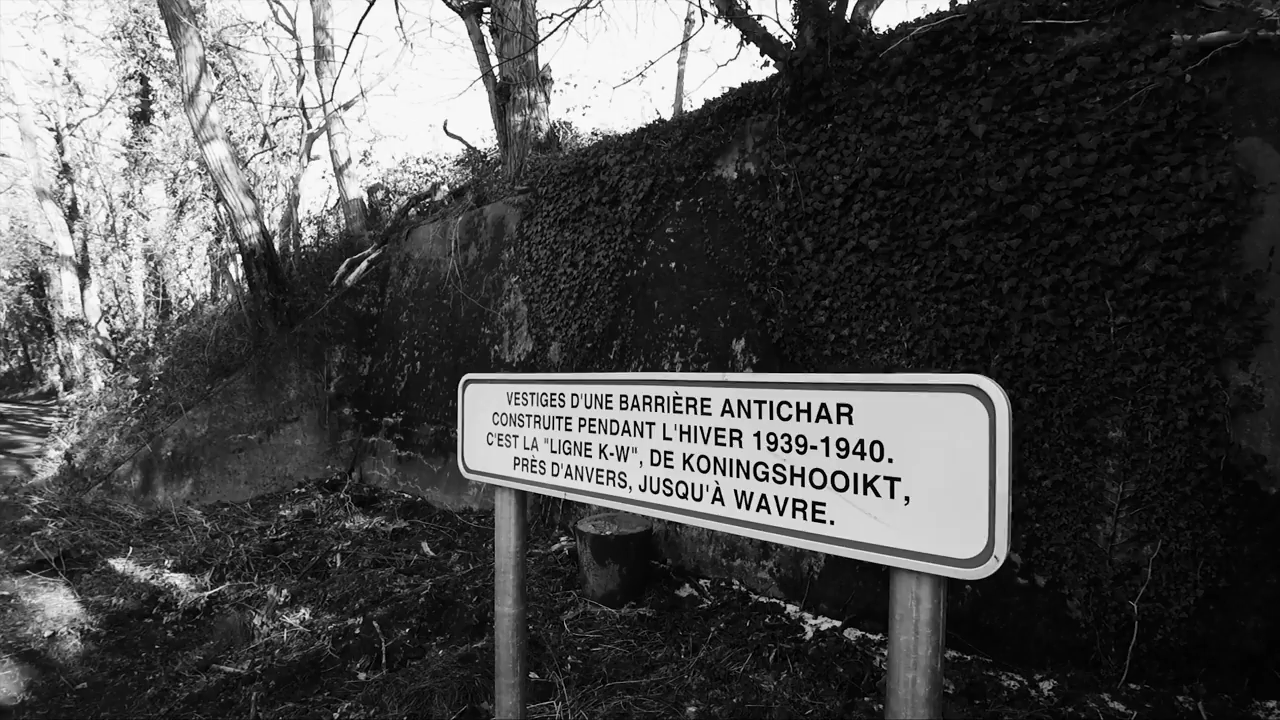 VESTIGES D'UNE BARRIÈRE ANTICHAR
CONSTRUITE PENDANT L'HIVER 1939-1940.
C'EST LA "LIGNE K-W", DE KONINGSHOOIKT,
PRÈS D'ANVERS, JUSQU'À WAVRE.